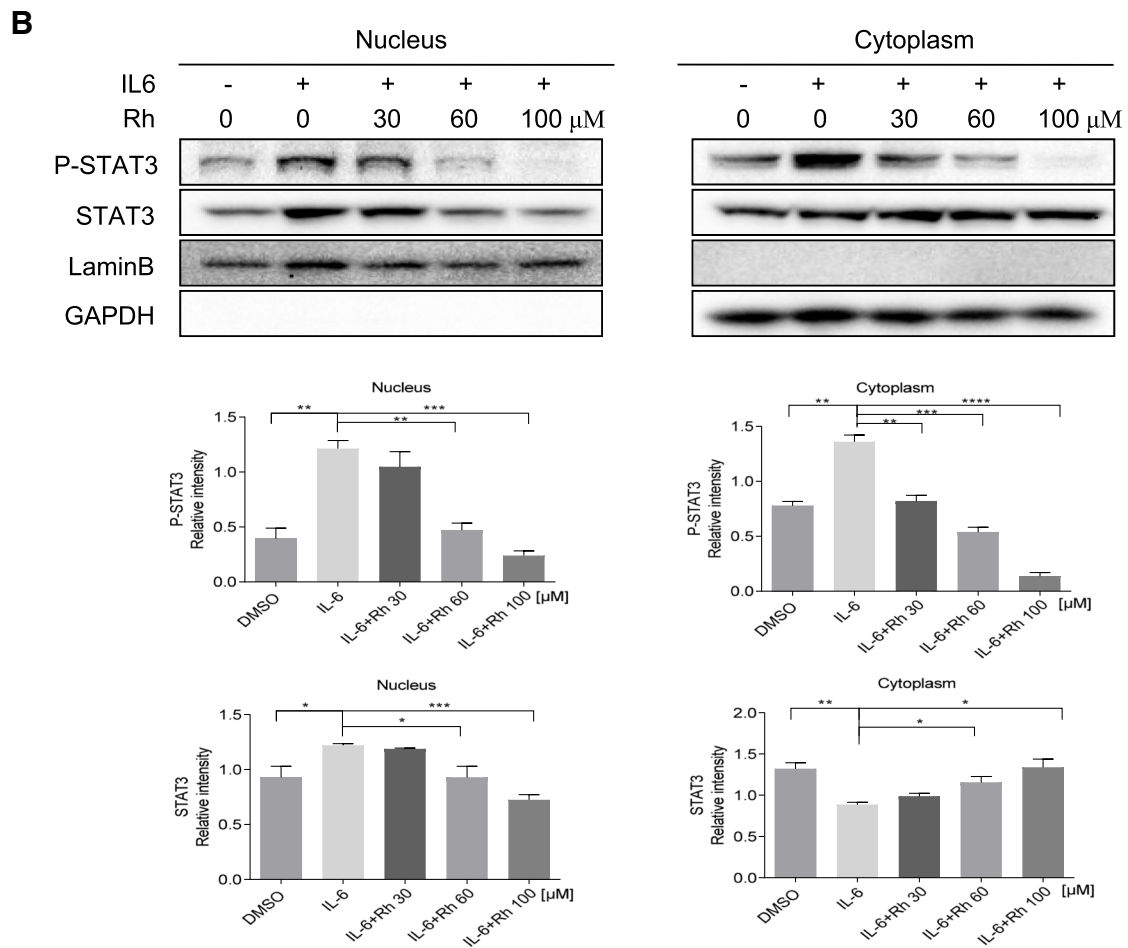 B
Nucleus Cytoplasm
IL6 - + + + + - + + + +
Rh 0 0 30 60 100 μM 0 0 30 60 100 μM
P-STAT3
STAT3
LaminB
GAPDH
Nucleus
** ***
**
P-STAT3
Relative intensity
1.5
1.0
0.5
0.0
DMSO IL-6 IL-6+Rh 30 IL-6+Rh 60 IL-6+Rh 100 [μM]
Cytoplasm
** ****
***
**
P-STAT3
Relative intensity
1.5
1.0
0.5
0.0
DMSO IL-6 IL-6+Rh 30 IL-6+Rh 60 IL-6+Rh 100 [μM]
Nucleus
* ***
*
STAT3
Relative intensity
1.5
1.0
0.5
0.0
DMSO IL-6 IL-6+Rh 30 IL-6+Rh 60 IL-6+Rh 100 [μM]
Cytoplasm
** *
*
STAT3
Relative intensity
2.0
1.5
1.0
0.5
0.0
DMSO IL-6 IL-6+Rh 30 IL-6+Rh 60 IL-6+Rh 100 [μM]